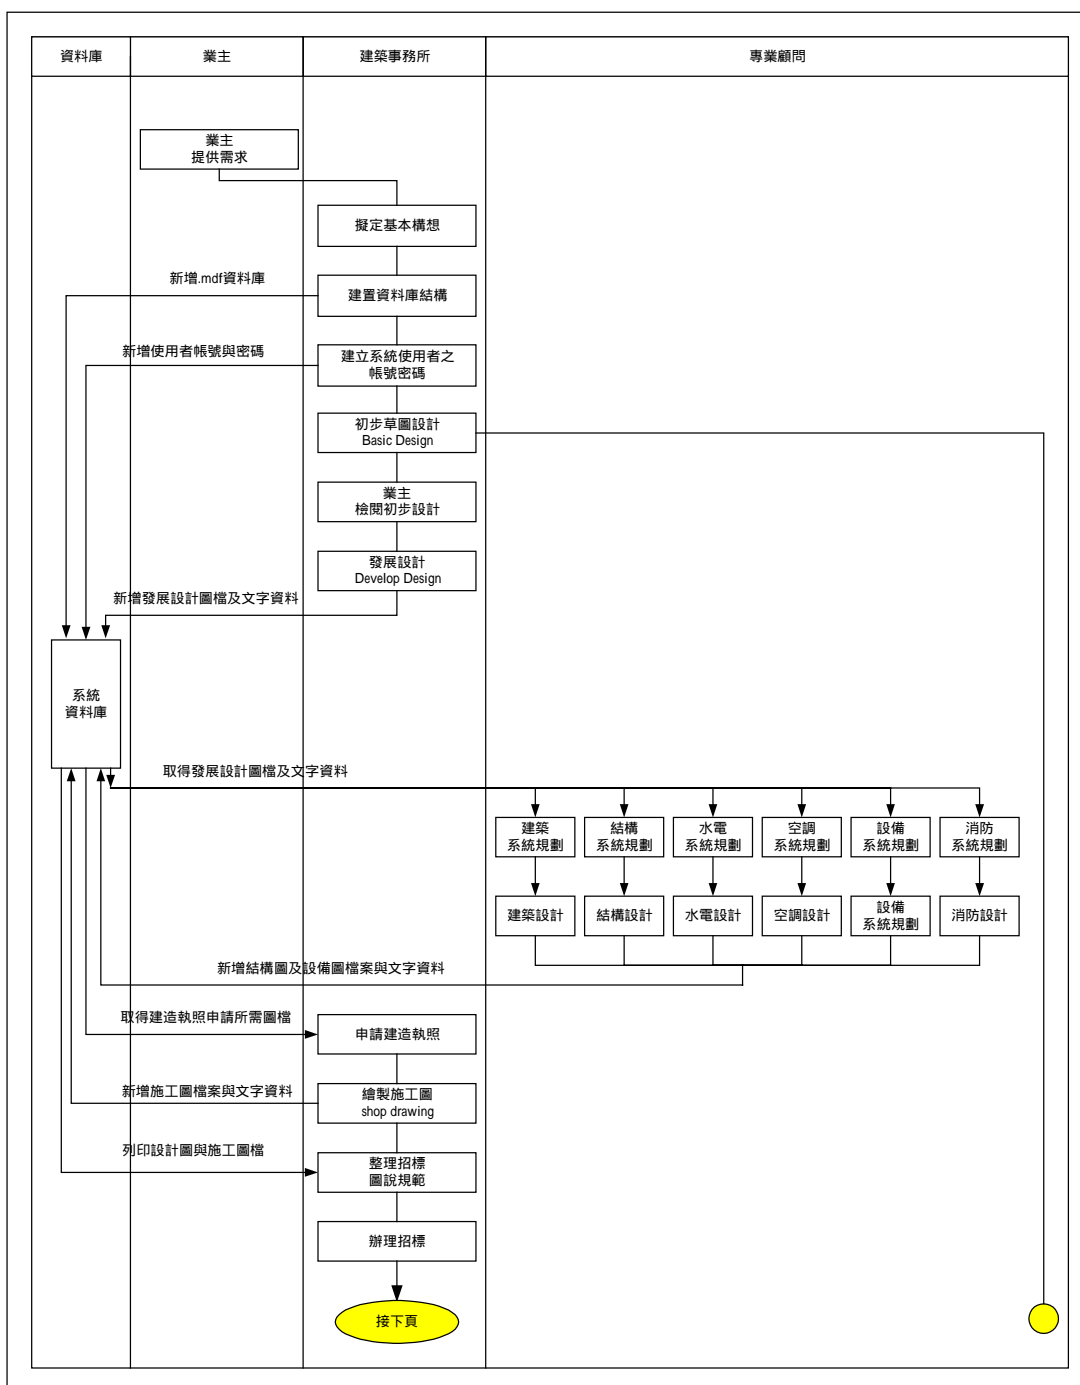 資料庫
業主
建築事務所
專業顧問
業主
提供需求
擬定基本構想
新增.mdf資料庫
建置資料庫結構
新增使用者帳號與密碼
建立系統使用者之
帳號密碼
初步草圖設計
Basic Design
業主
檢閱初步設計
發展設計
Develop Design
新增發展設計圖檔及文字資料
系統
資料庫
取得發展設計圖檔及文字資料
建築
系統規劃
結構
系統規劃
水電
系統規劃
空調
系統規劃
設備
系統規劃
消防
系統規劃
建築設計
結構設計
水電設計
空調設計
設備
系統規劃
消防設計
新增結構圖及設備圖檔案與文字資料
取得建造執照申請所需圖檔
申請建造執照
新增施工圖檔案與文字資料
繪製施工圖
shop drawing
列印設計圖與施工圖檔
整理招標
圖說規範
辦理招標
接下頁